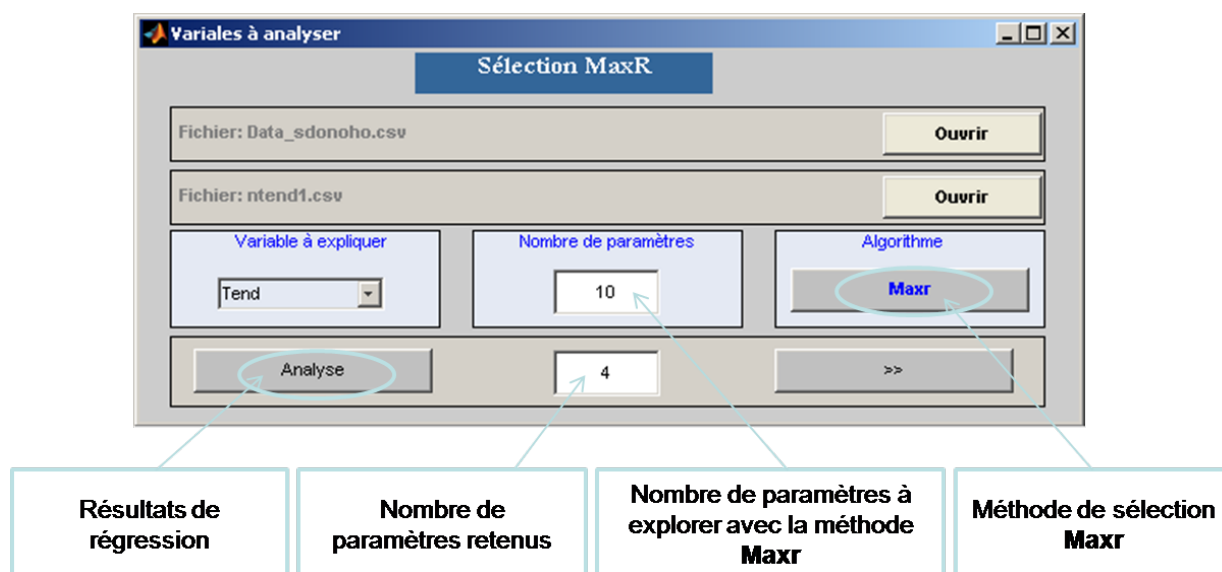 Variales à analyser
Sélection MaxR
Fichier: Data_sdonoho.csv
Ouvrir
Fichier: ntend1.csv
Ouvrir
Variable à expliquer
Nombre de paramètres
Algorithme
Tend
10
Maxr
Analyse
4
>>
Résultats de
régression
Nombre de
paramètres retenus
Nombre de paramètres à
explorer avec la méthode
Maxr
Méthode de sélection
Maxr